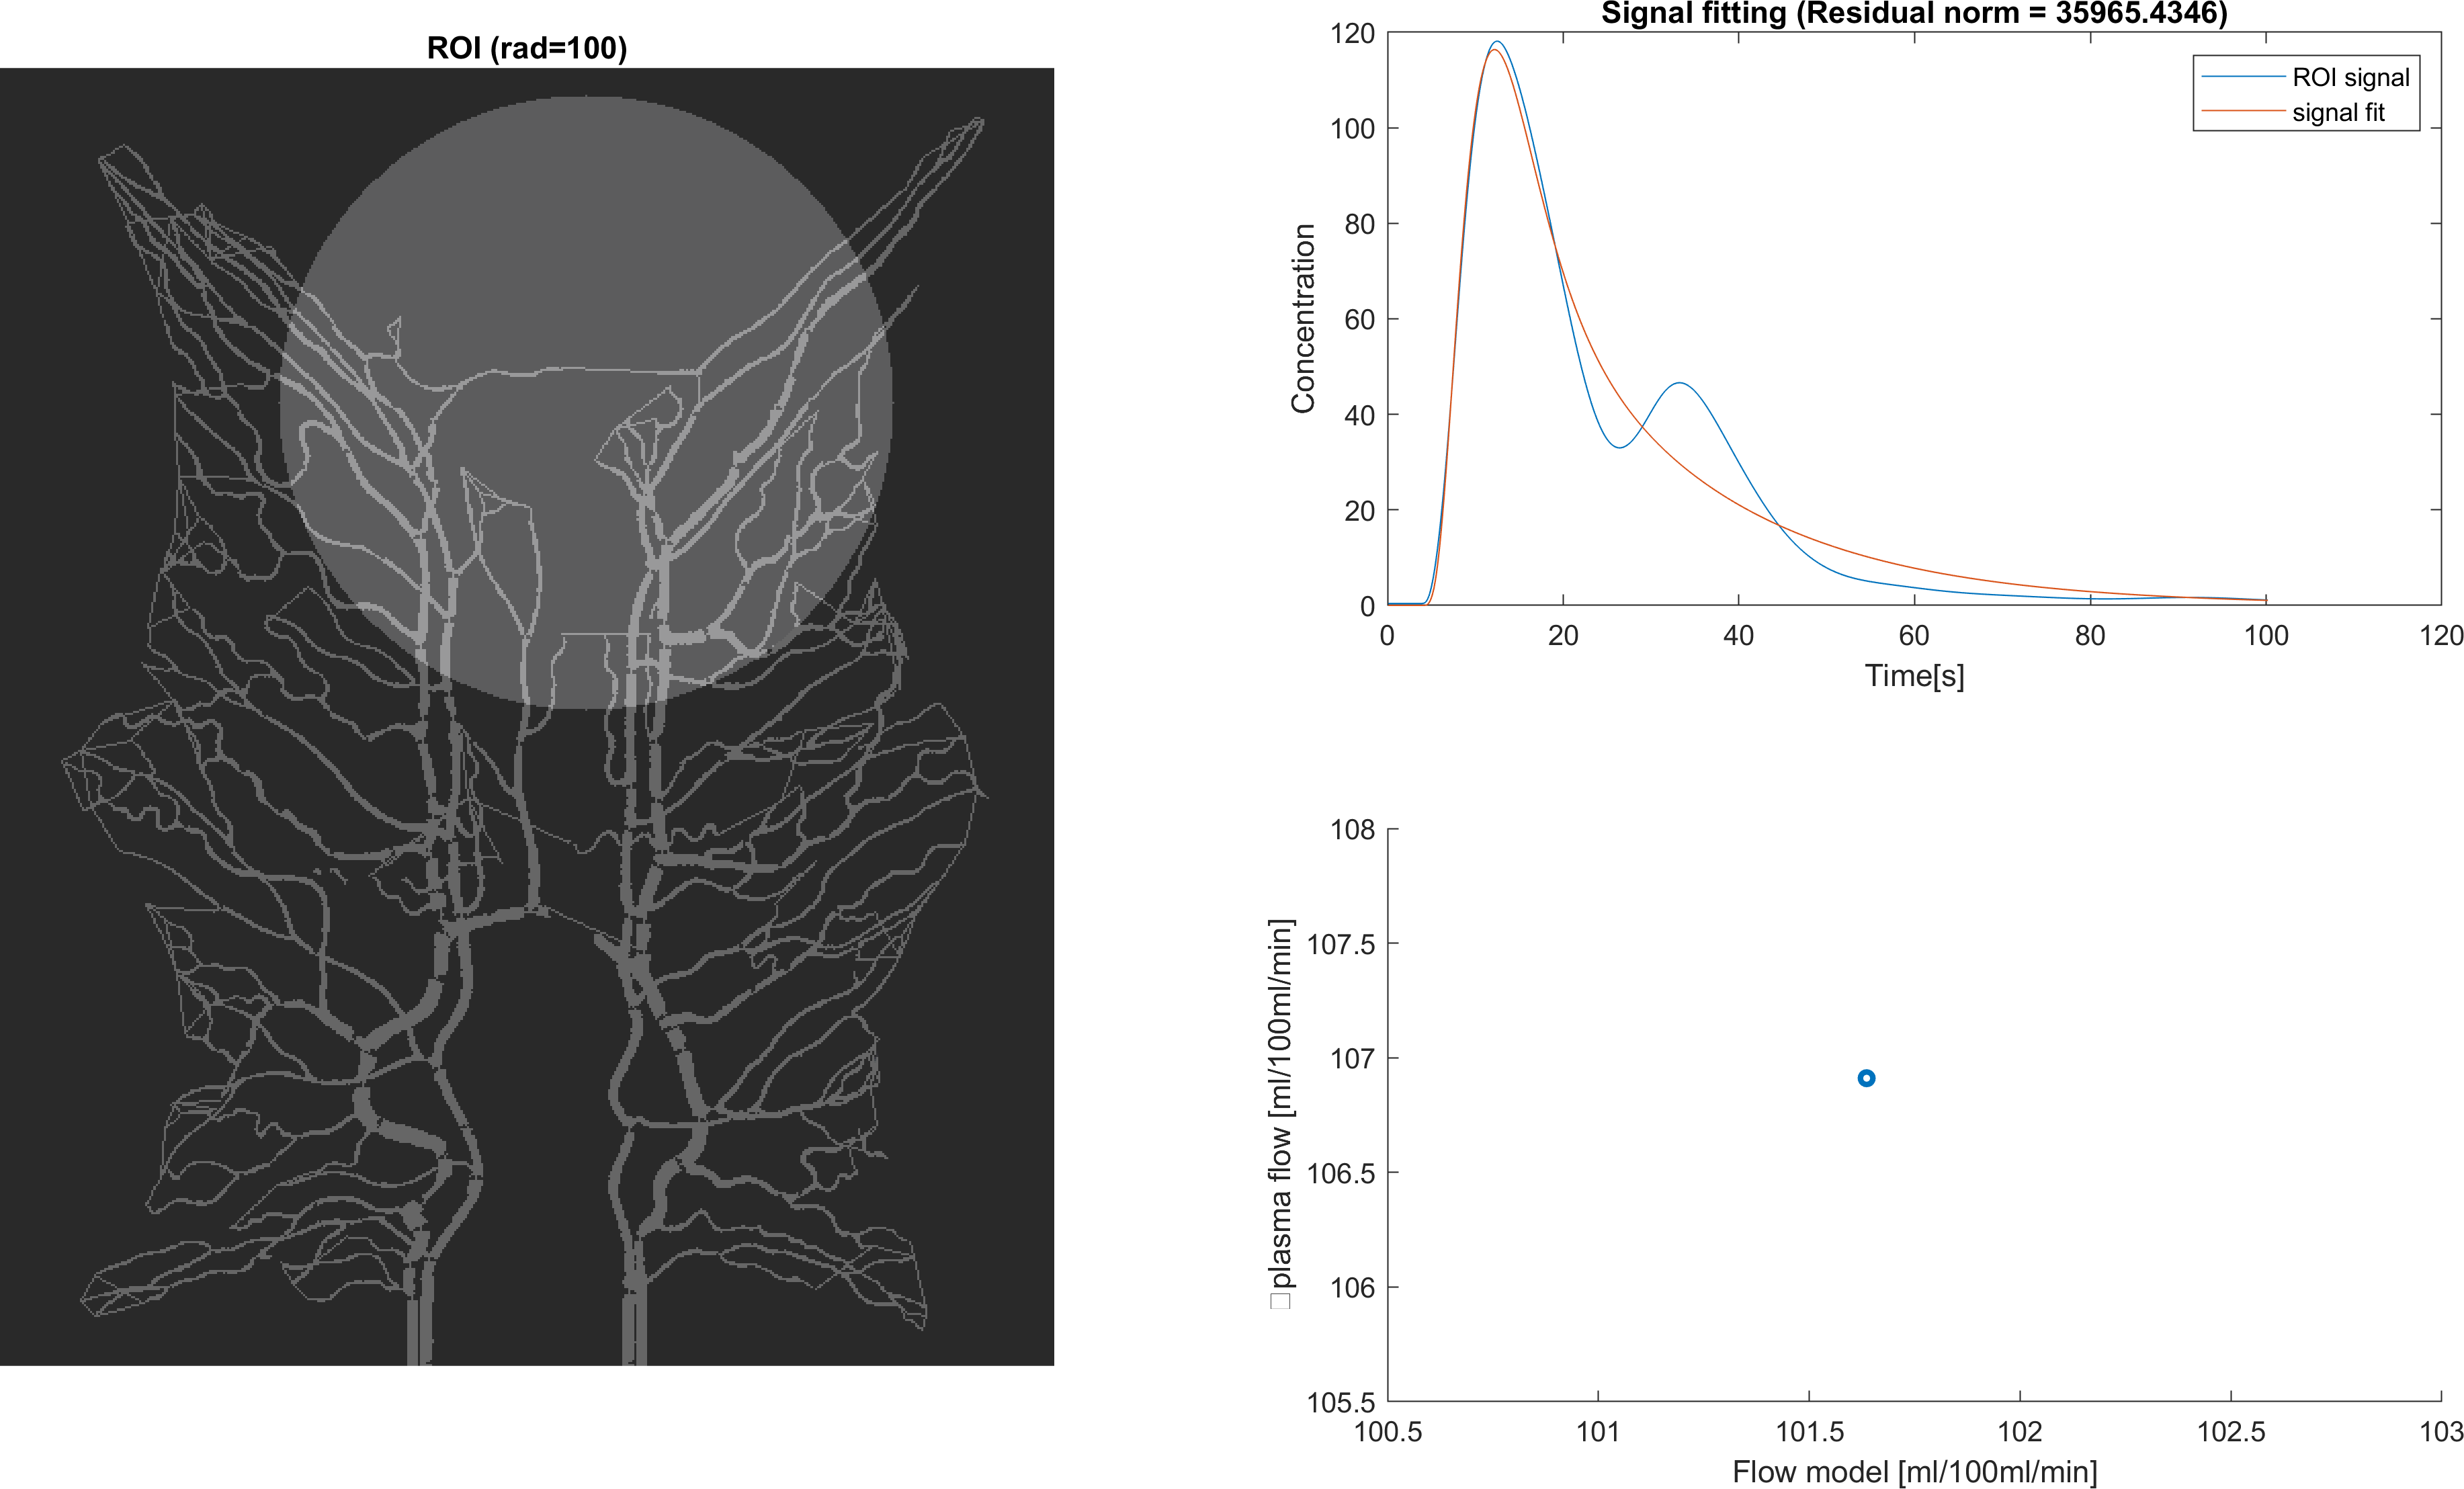 ROI (rad=100)
Signal fitting (Residual norm = 35965.4346)
120
100
80
60
40
20
0
Concentration
ROI signal
signal fit
0 20 40 60 80 100 120
Time[s]
108
107.5
107
106.5
106
105.5
□plasma flow [ml/100ml/min]
100.5 101 101.5 102 102.5 103
Flow model [ml/100ml/min]